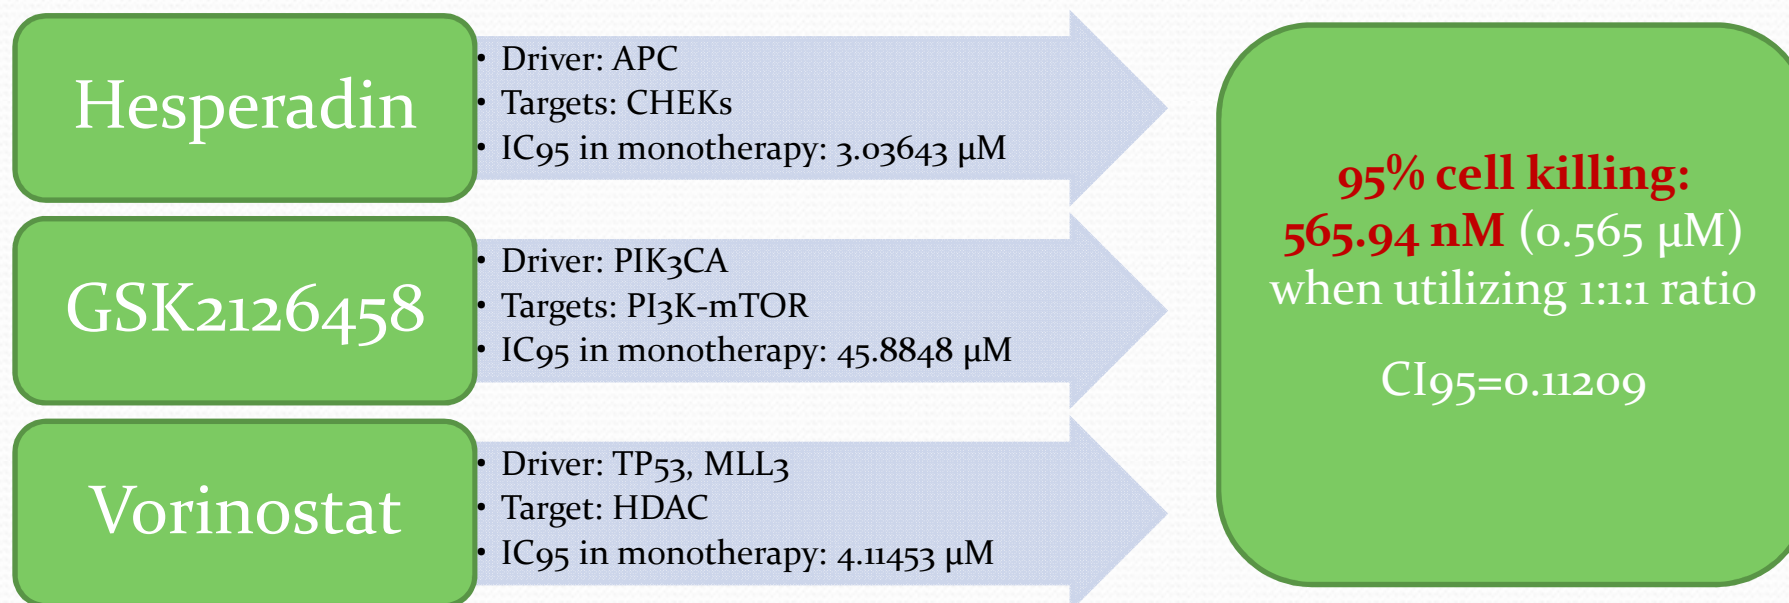 Hesperadin
• Driver: APC
• Targets: CHEKs
• IC95 in monotherapy: 3.03643 µM
GSK2126458
• Driver: PIK3CA
• Targets: PI3K-mTOR
• IC95 in monotherapy: 45.8848 µM
Vorinostat
• Driver: TP53, MLL3
• Target: HDAC
• IC95 in monotherapy: 4.11453 µM
95% cell killing:
565.94 nM (0.565 µM)
when utilizing 1:1:1 ratio
CI95=0.11209